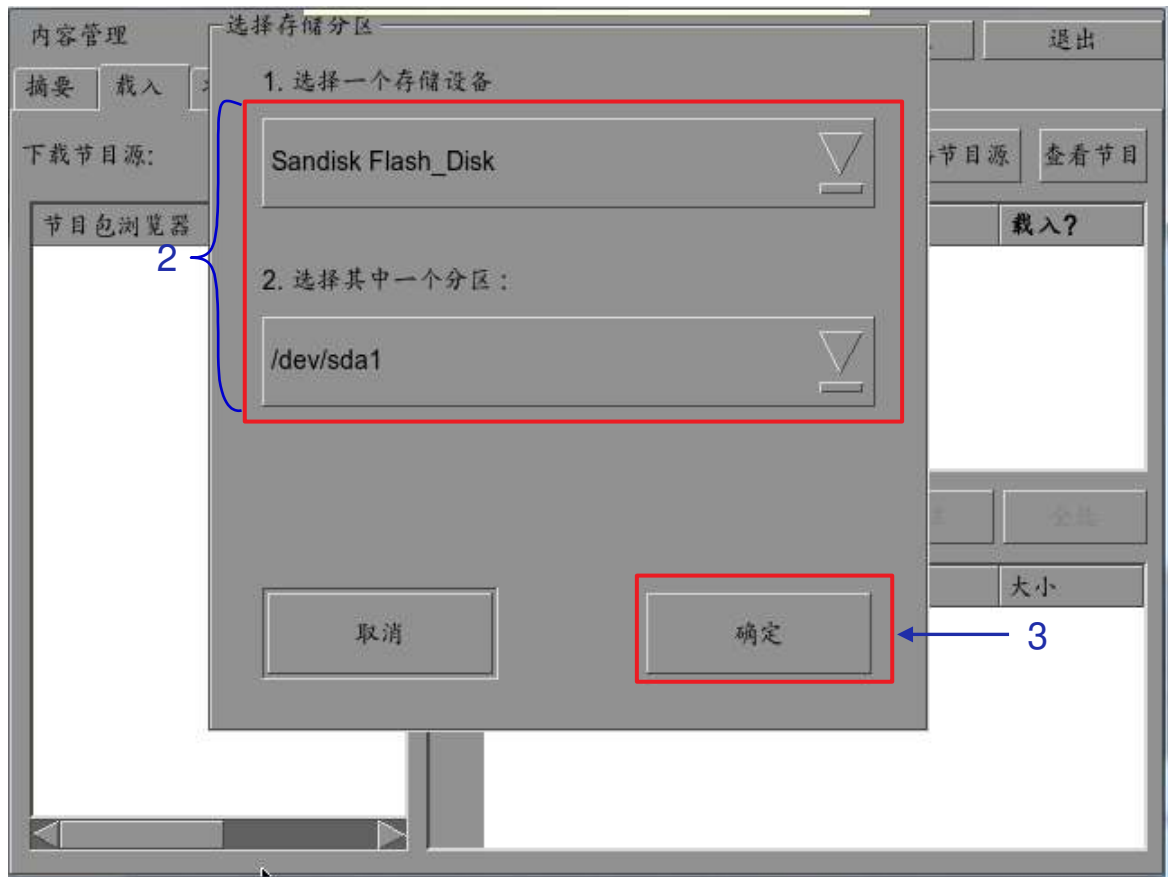 内容管理
选择存储分区
退出
摘要
载入
1. 选择一个存储设备
下载节目源:
Sandisk Flash_Disk
节目源
查看节目
节目包浏览器
载入?
2
2. 选择其中一个分区:
/dev/sda1
全选
大小
取消
确定
3